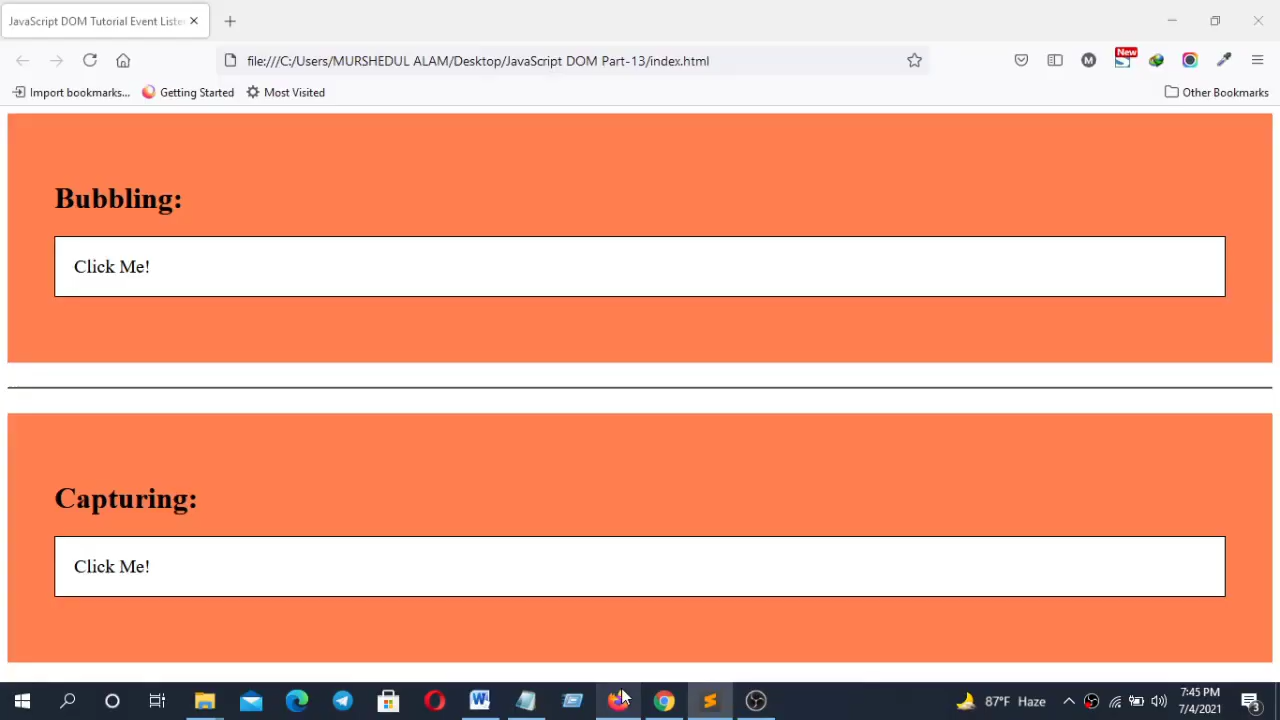 JavaScript DOM Tutorial Event Liste
file:///C:/Users/MURSHEDUL ALAM/Desktop/JavaScript DOM Part-13/index.html
M
New
Import bookmarks...
Getting Started
Most Visited
Other Bookmarks
Bubbling:
Click Me!
Capturing:
Click Me!
W
87°F Haze
7:45 PM
7/4/2021
3